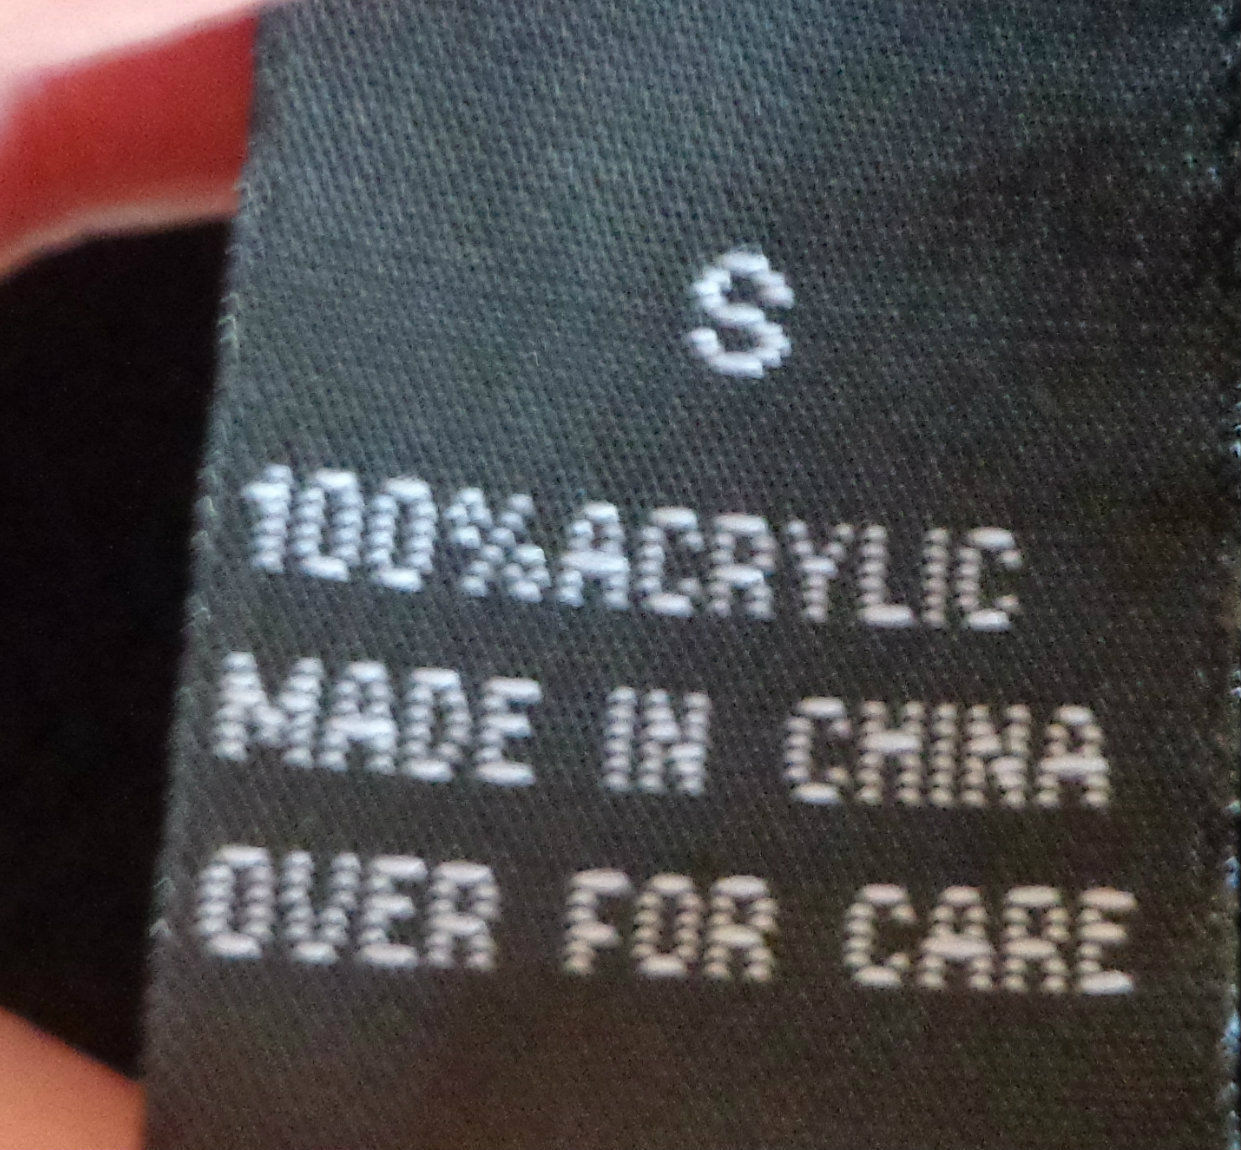 S
100%ACRYLIC
MADE IN CHINA
OVER FOR CARE